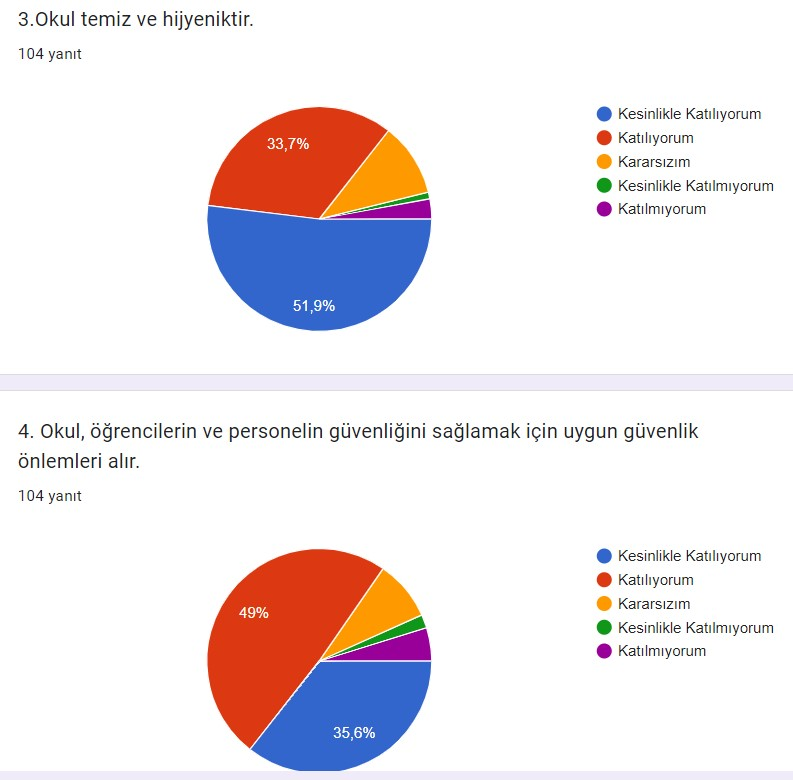 3.Okul temiz ve hijyeniktir.
104 yanıt
33,7%
51,9%
Kesinlikle Katılıyorum
Katılıyorum
Kararsızım
Kesinlikle Katılmıyorum
Katılmıyorum
4. Okul, öğrencilerin ve personelin güvenliğini sağlamak için uygun güvenlik
önlemleri alır.
104 yanıt
49%
35,6%
Kesinlikle Katılıyorum
Katılıyorum
Kararsızım
Kesinlikle Katılmıyorum
Katılmıyorum